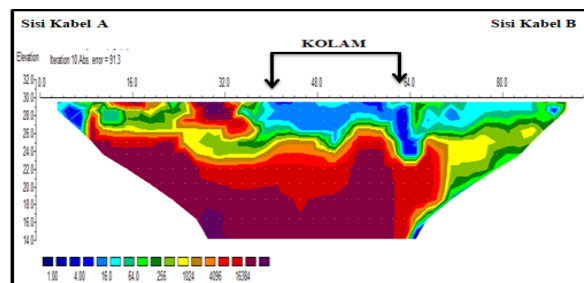 Sisi Kabel A Sisi Kabel B
KOLAM
Elevation Iteration 10 Abs. error = 91.3
32.0 0.0 16.0 32.0 48.0 64.0 80.0
30.0
28.0
26.0
24.0
22.0
20.0
18.0
16.0
14.0
1.00 4.00 16.0 64.0 256 1024 4096 16384